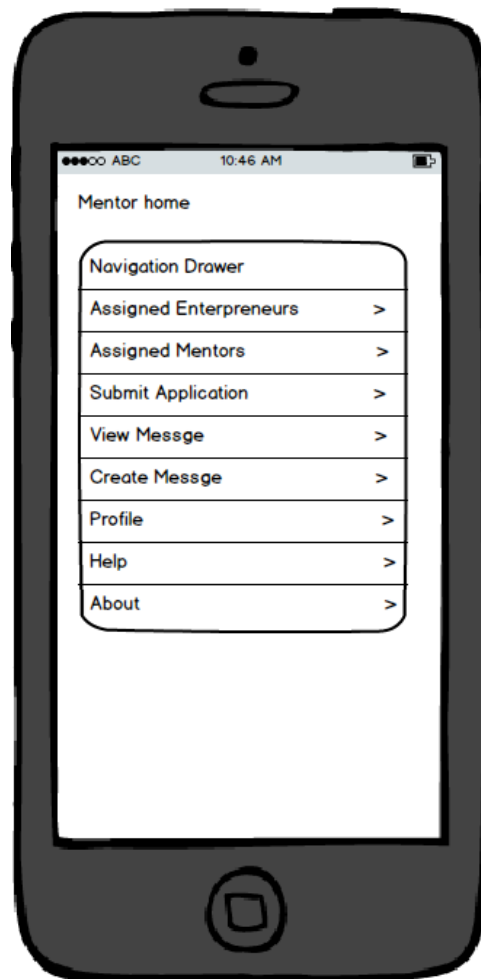 ABC 10:46 AM
Mentor home
Navigation Drawer
Assigned Enterpreneurs >
Assigned Mentors >
Submit Application >
View Messge >
Create Messge >
Profile >
Help >
About >